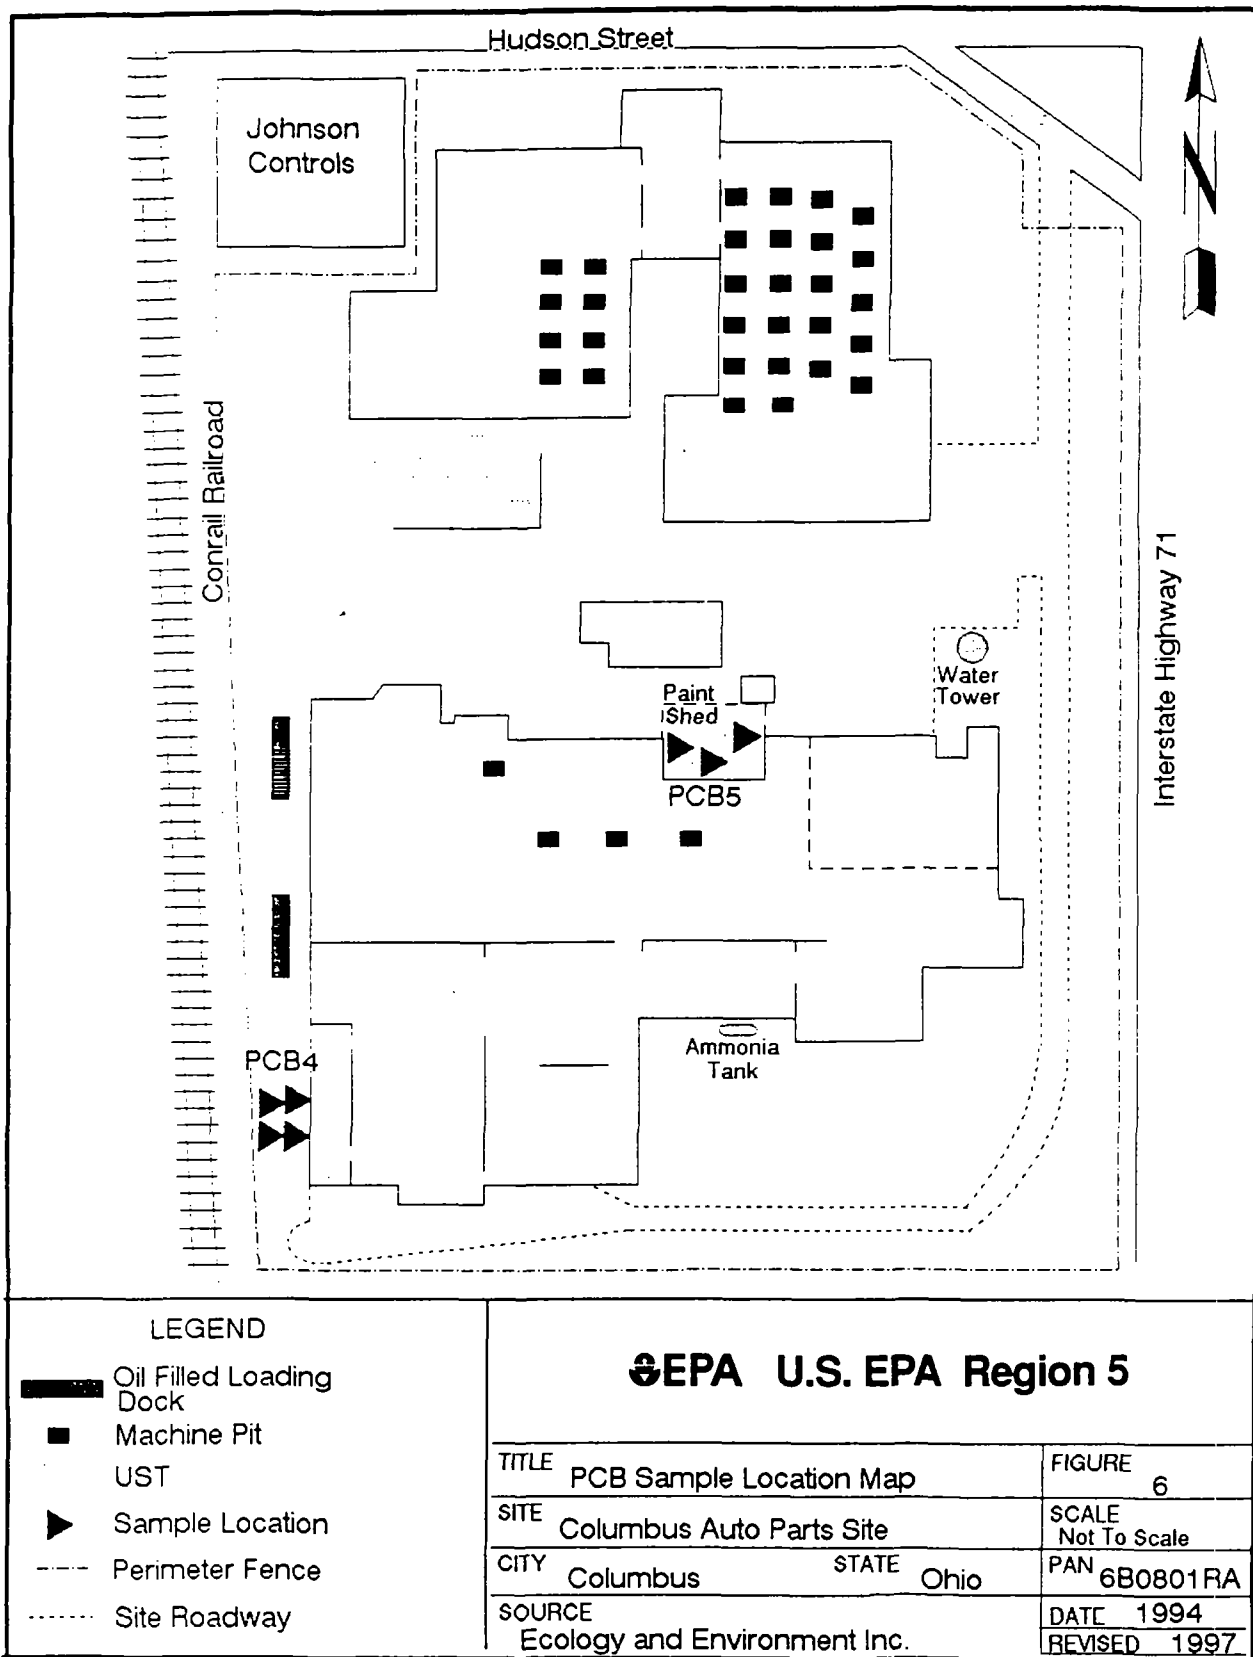 Hudson Street
Johnson
Controls
N
Conrail Railroad
Interstate Highway 71
Water
Tower
Paint
Shed
PCB5
Ammonia
Tank
PCB4
LEGEND
Oil Filled Loading
Dock
Machine Pit
UST
Sample Location
Perimeter Fence
Site Roadway
EPA U.S. EPA Region 5
TITLE PCB Sample Location Map
FIGURE 6
SITE Columbus Auto Parts Site
SCALE
Not To Scale
CITY Columbus STATE Ohio
PAN 6B0801RA
SOURCE
Ecology and Environment Inc.
DATE 1994
REVISED 1997